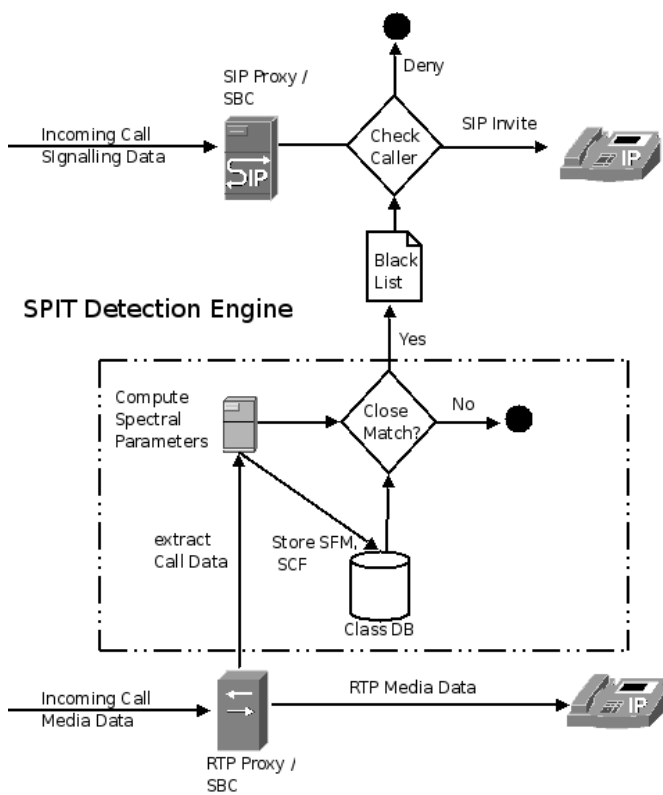 Deny
SIP Proxy /
SBC
Incoming Call
SIgnalling Data
SIP
Check
Caller
SIP Invite
IP
Black
List
SPIT Detection Engine
Yes
Compute
Spectral
Parameters
Close
Match?
No
extract
Call Data
Store SFM,
SCF
Class DB
Incoming Call
Media Data
RTP Media Data
IP
RTP Proxy /
SBC